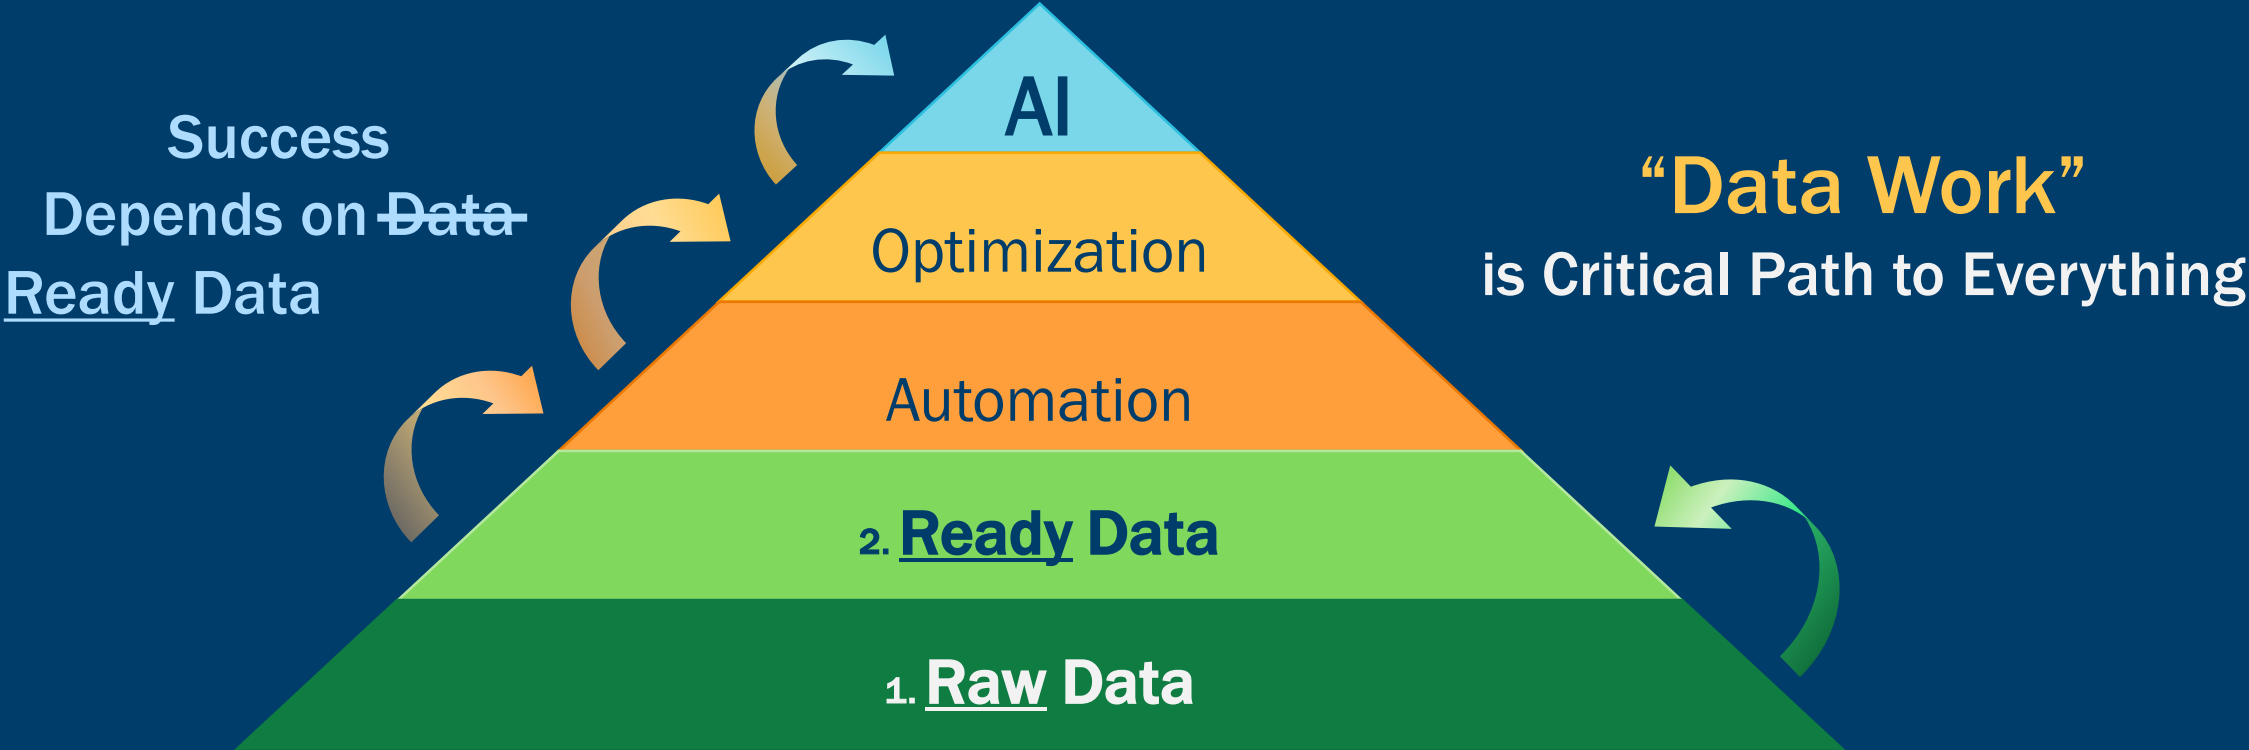 Success
Depends on Data
Ready Data
AI
Optimization
Automation
2. Ready Data
1. Raw Data
“Data Work”
is Critical Path to Everything